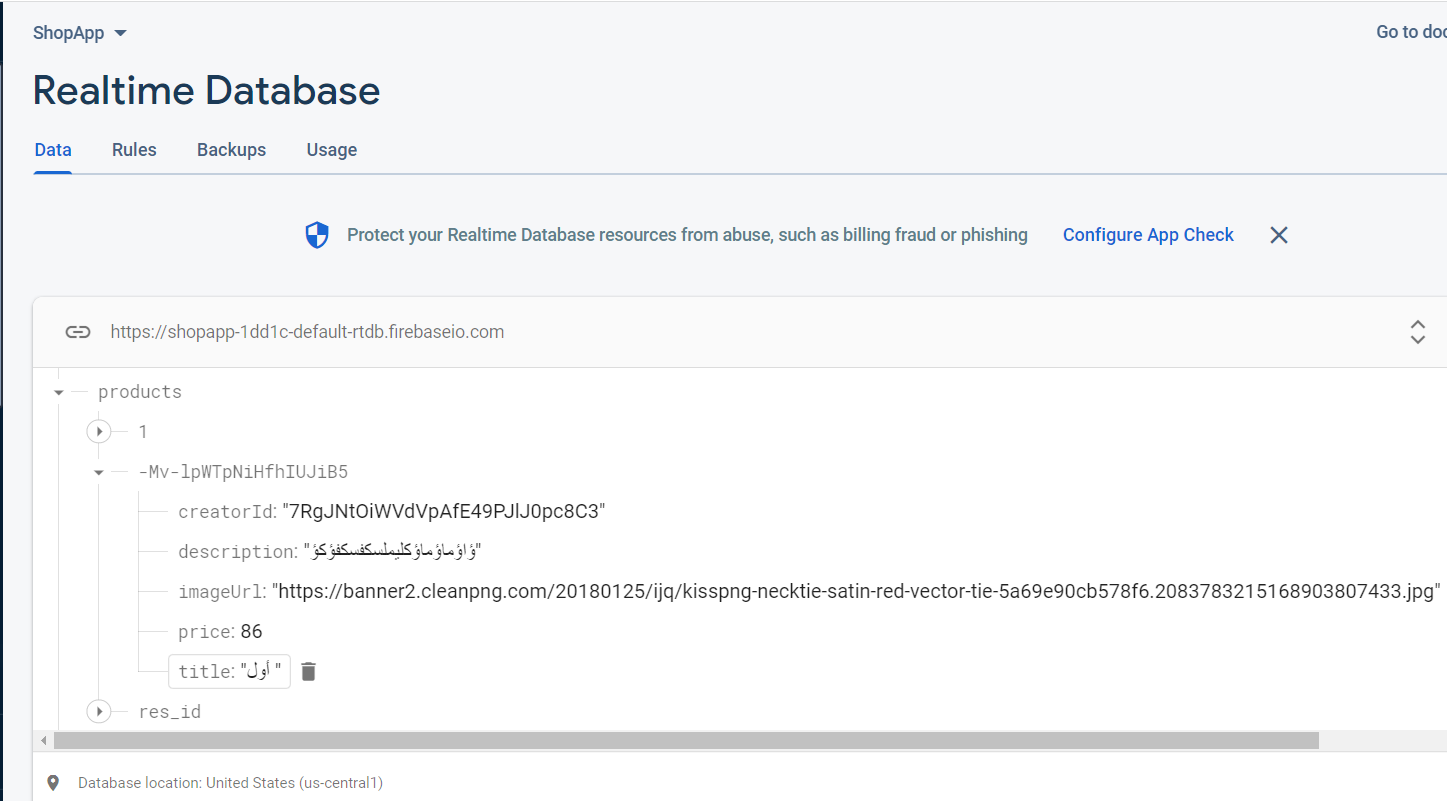 ShopApp
Go to doc
Realtime Database
Data Rules Backups Usage
Protect your Realtime Database resources from abuse, such as billing fraud or phishing Configure App Check
https://shopapp-1dd1c-default-rtdb.firebaseio.com
products
1
-Mv-lpWTpNiHfhIUJiB5
creatorId: "7RgJNtOiWVdVpAfE49PJlJ0pc8C3"
description: "ؤاؤماؤماؤكليملسكفسكفؤكؤ"
imageUrl: "https://banner2.cleanpng.com/20180125/ijq/kisspng-necktie-satin-red-vector-tie-5a69e90cb578f6.2083783215168903807433.jpg"
price: 86
title: "أول "
res_id
Database location: United States (us-central1)